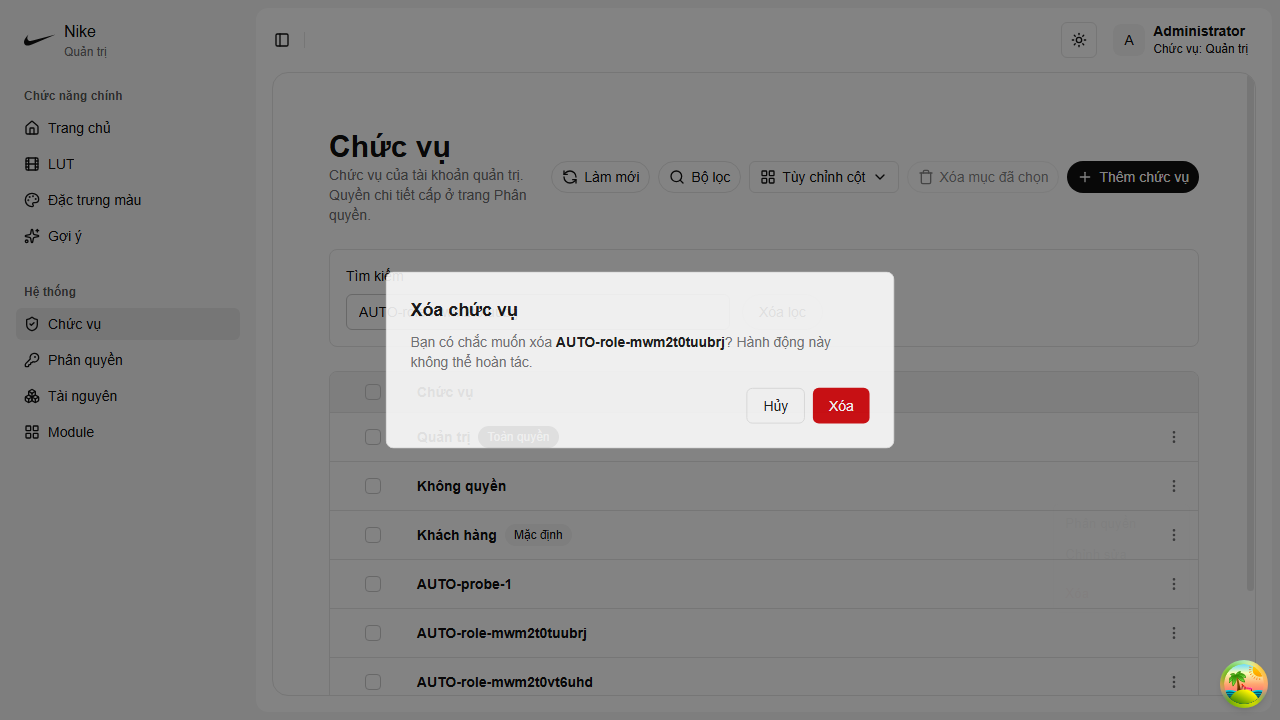 Nike
Quản trị
Chức năng chính
Trang chủ
LUT
Đặc trưng màu
Gợi ý
Hệ thống
Chức vụ
Phân quyền
Tài nguyên
Module
A
Administrator
Chức vụ: Quản trị
Chức vụ
Chức vụ của tài khoản quản trị.
Quyền chi tiết cấp ở trang Phân
quyền.
Làm mới
Bộ lọc
Tùy chỉnh cột
Xóa mục đã chọn
Thêm chức vụ
Tìm kiếm
Xóa lọc
Xóa chức vụ
Bạn có chắc muốn xóa AUTO-role-mwm2t0tuubrj? Hành động này
không thể hoàn tác.
Hủy
Xóa
Chức vụ
Quản trị Toàn quyền
Không quyền
Khách hàng Mặc định
AUTO-probe-1
AUTO-role-mwm2t0tuubrj
AUTO-role-mwm2t0vt6uhd